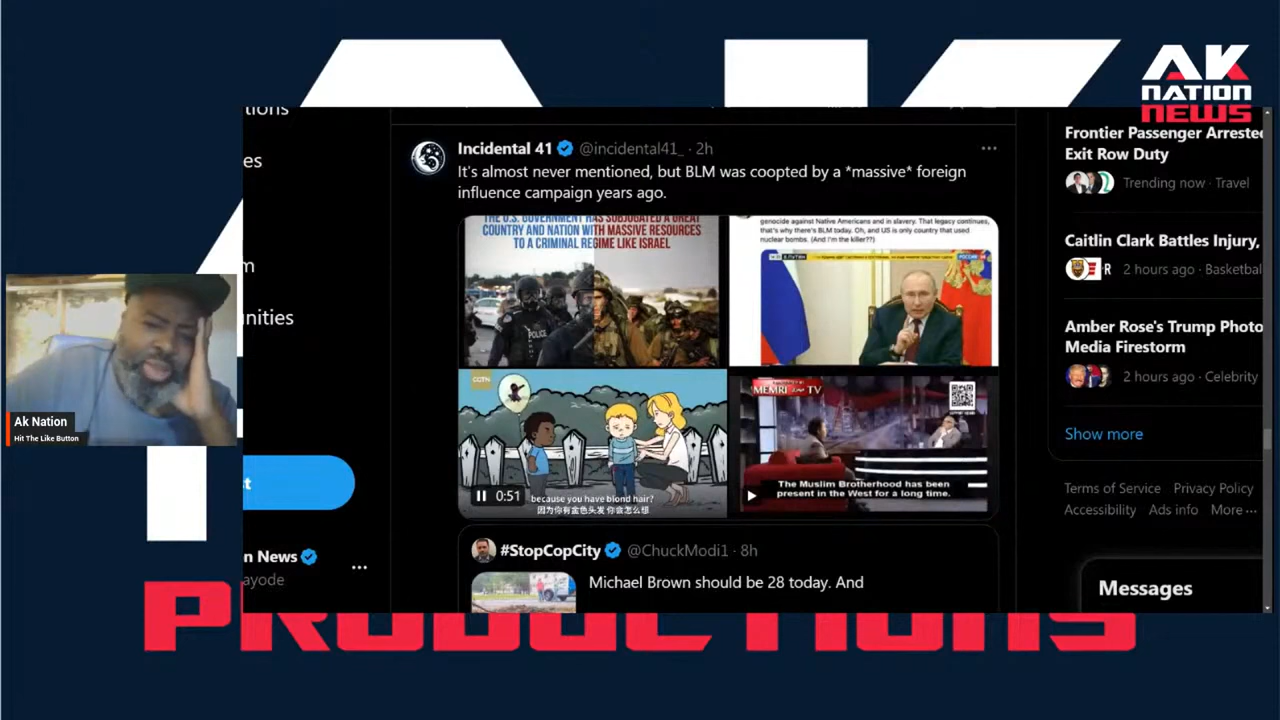 AK
NATION
NEWS
tions
es
m
unities
st
n News
ayode
Ak Nation
Hit The Like Button
Incidental 41 @incidental41_ · 2h
It's almost never mentioned, but BLM was coopted by a *massive* foreign
influence campaign years ago.
THE U.S. GOVERNMENT HAS SUBJUGATED A GREAT
COUNTRY AND NATION WITH MASSIVE RESOURCES
TO A CRIMINAL REGIME LIKE ISRAEL
POLICE
genocide against Native Americans and in slavery. That legacy continues,
that's why there's BLM today. Oh, and US is only country that used
nuclear bombs. (And i'm the killer??)
CGTN
0:51
because you have blond hair?
因为你有金色头发 你会怎么想
MEMRI TV
The Muslim Brotherhood has been
present in the West for a long time.
#StopCopCity @ChuckModi1 · 8h
Michael Brown should be 28 today. And
Frontier Passenger Arrested
Exit Row Duty
Trending now · Travel
Caitlin Clark Battles Injury,
2 hours ago · Basketbal
Amber Rose's Trump Photo
Media Firestorm
2 hours ago · Celebrity
Show more
Terms of Service Privacy Policy
Accessibility Ads info More ···
Messages
PRODUCTIONS